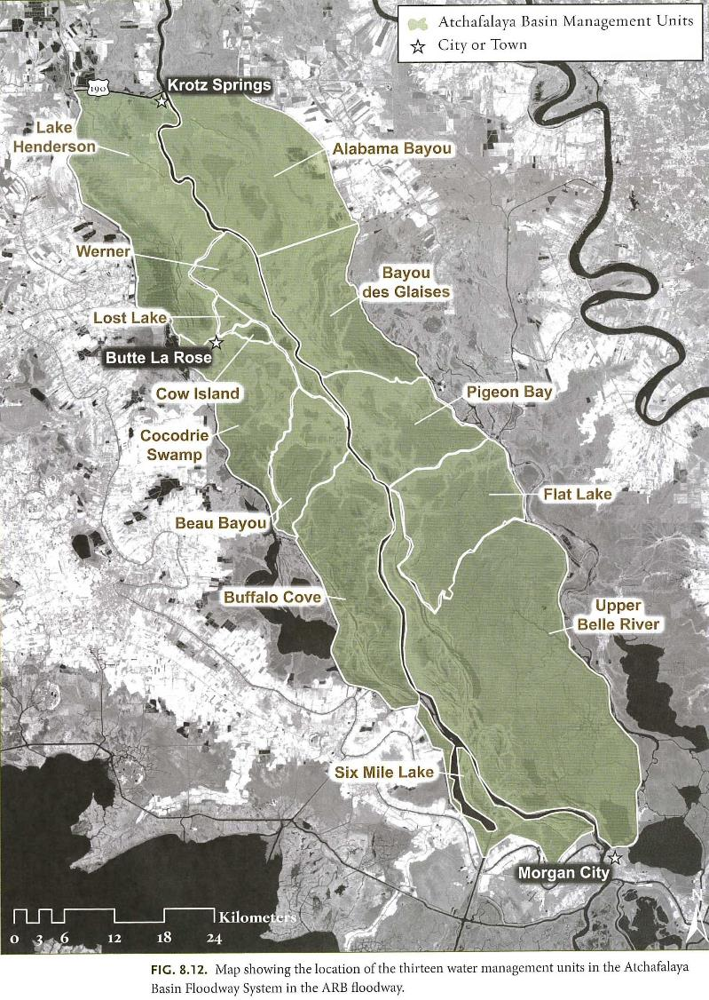 Atchafalaya Basin Management Units
City or Town
190
Krotz Springs
Lake
Henderson
Alabama Bayou
Werner
Bayou
des Glaises
Lost Lake
Butte La Rose
Cow Island
Pigeon Bay
Cocodrie
Swamp
Flat Lake
Beau Bayou
Buffalo Cove
Upper
Belle River
Six Mile Lake
Morgan City
Kilometers
0 3 6 12 18 24
N
FIG. 8.12. Map showing the location of the thirteen water management units in the Atchafalaya
Basin Floodway System in the ARB floodway.